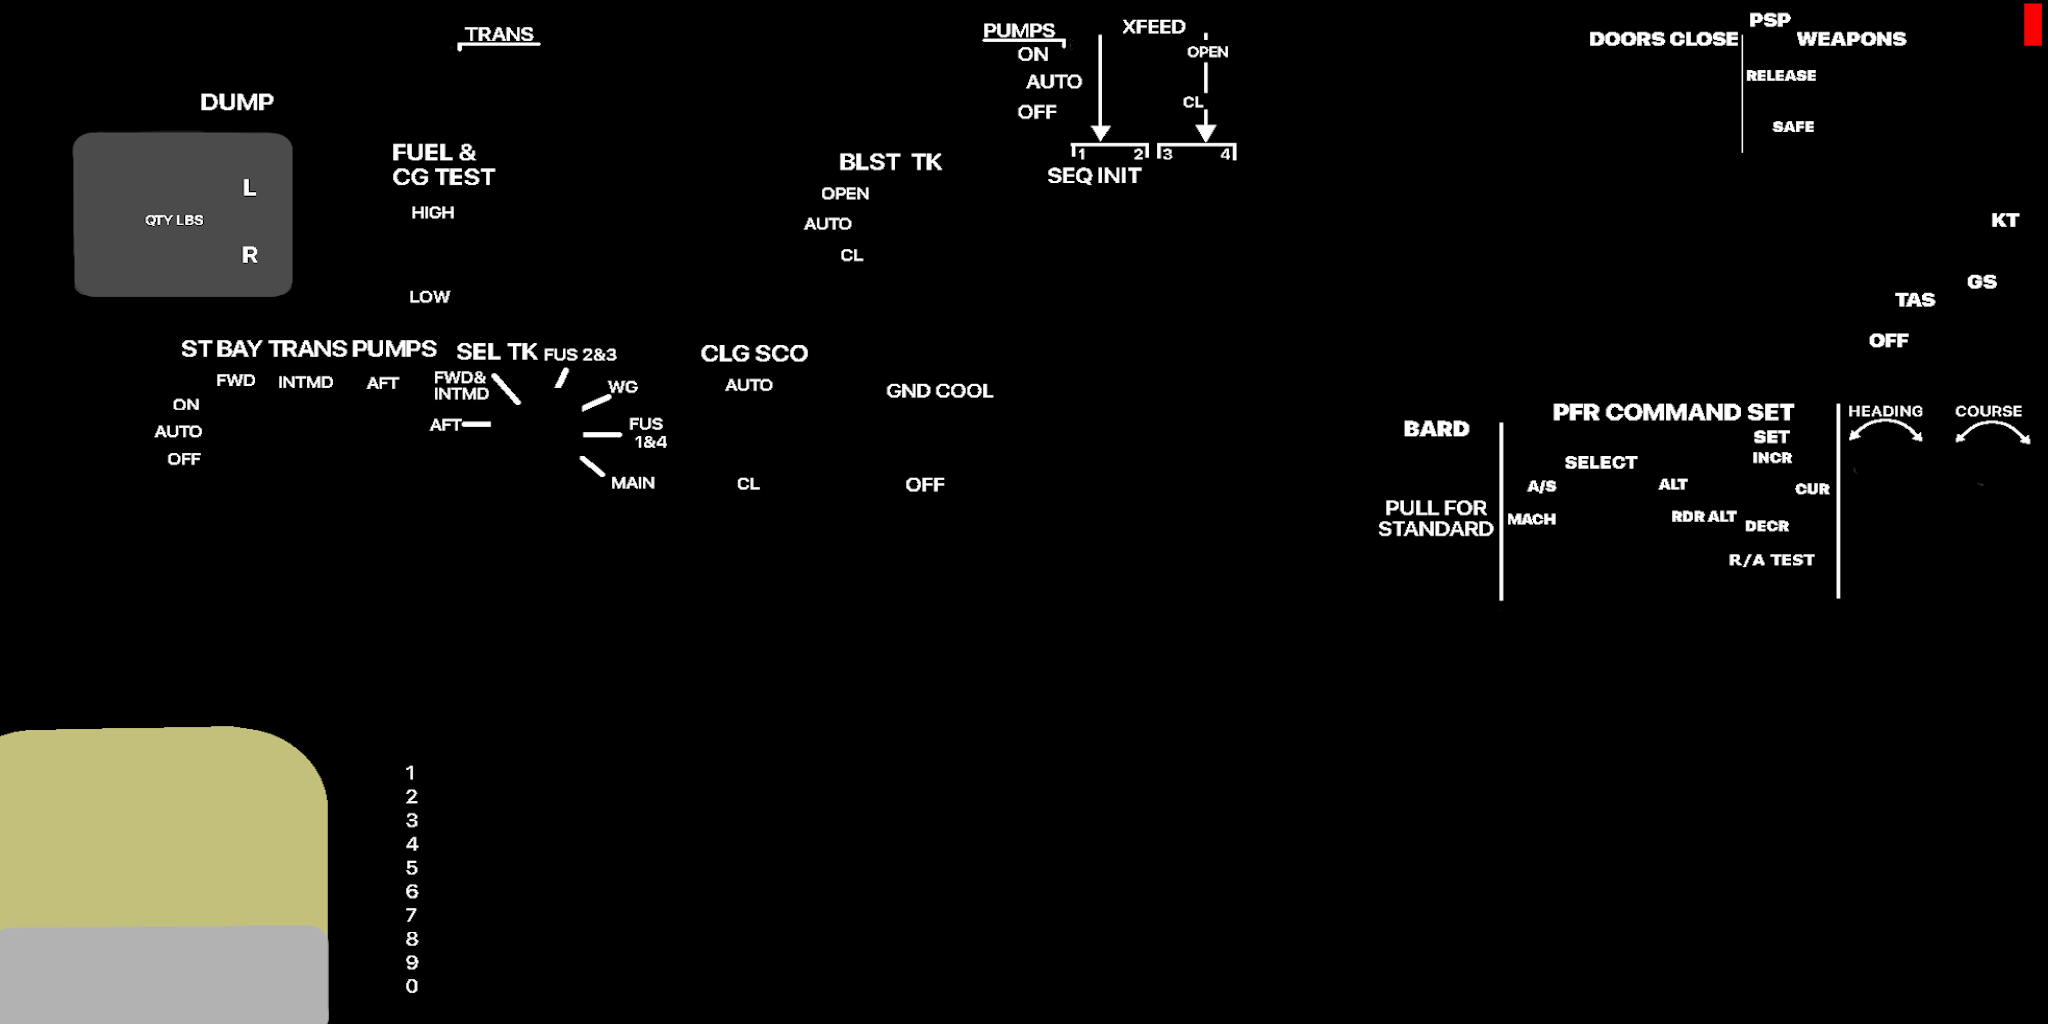 TRANS
DUMP
L
QTY LBS
R
FUEL &
CG TEST
HIGH
LOW
PUMPS
ON
AUTO
OFF
XFEED
OPEN
CL
1 2 3 4
SEQ INIT
BLST TK
OPEN
AUTO
CL
PSP
DOORS CLOSE WEAPONS
RELEASE
SAFE
KT
GS
TAS
OFF
ST BAY TRANS PUMPS
FWD INTMD AFT
ON
AUTO
OFF
SEL TK
FUS 2&3
FWD&
INTMD
WG
AFT
FUS
1&4
MAIN
CLG SCO
AUTO
CL
GND COOL
OFF
BARD
PULL FOR
STANDARD
PFR COMMAND SET
SET
INCR
SELECT
A/S
ALT
CUR
MACH
RDR ALT
DECR
R/A TEST
HEADING COURSE
1
2
3
4
5
6
7
8
9
0